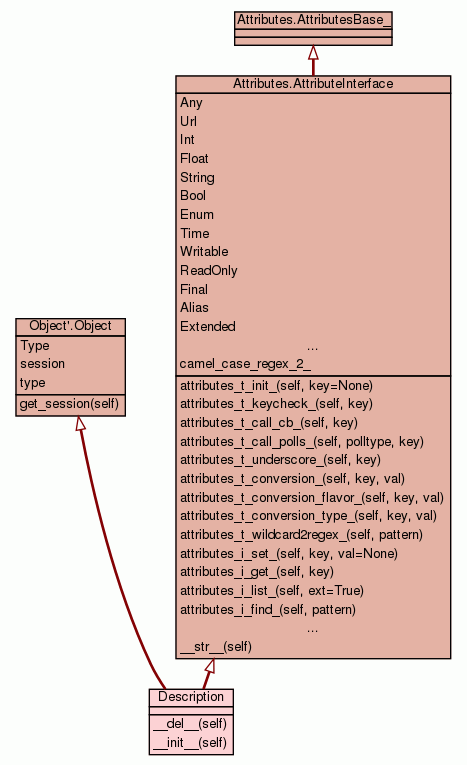 Attributes.AttributesBase_
Attributes.AttributeInterface
Any
Url
Int
Float
String
Bool
Enum
Time
Writable
ReadOnly
Final
Alias
Extended
...
camel_case_regex_2_
attributes_t_init_(self, key=None)
attributes_t_keycheck_(self, key)
attributes_t_call_cb_(self, key)
attributes_t_call_polls_(self, polltype, key)
attributes_t_underscore_(self, key)
attributes_t_conversion_(self, key, val)
attributes_t_conversion_flavor_(self, key, val)
attributes_t_conversion_type_(self, key, val)
attributes_t_wildcard2regex_(self, pattern)
attributes_i_set_(self, key, val=None)
attributes_i_get_(self, key)
attributes_i_list_(self, ext=True)
attributes_i_find_(self, pattern)
...
__str__(self)
Object'.Object
Type
session
type
get_session(self)
Description
__del__(self)
__init__(self)